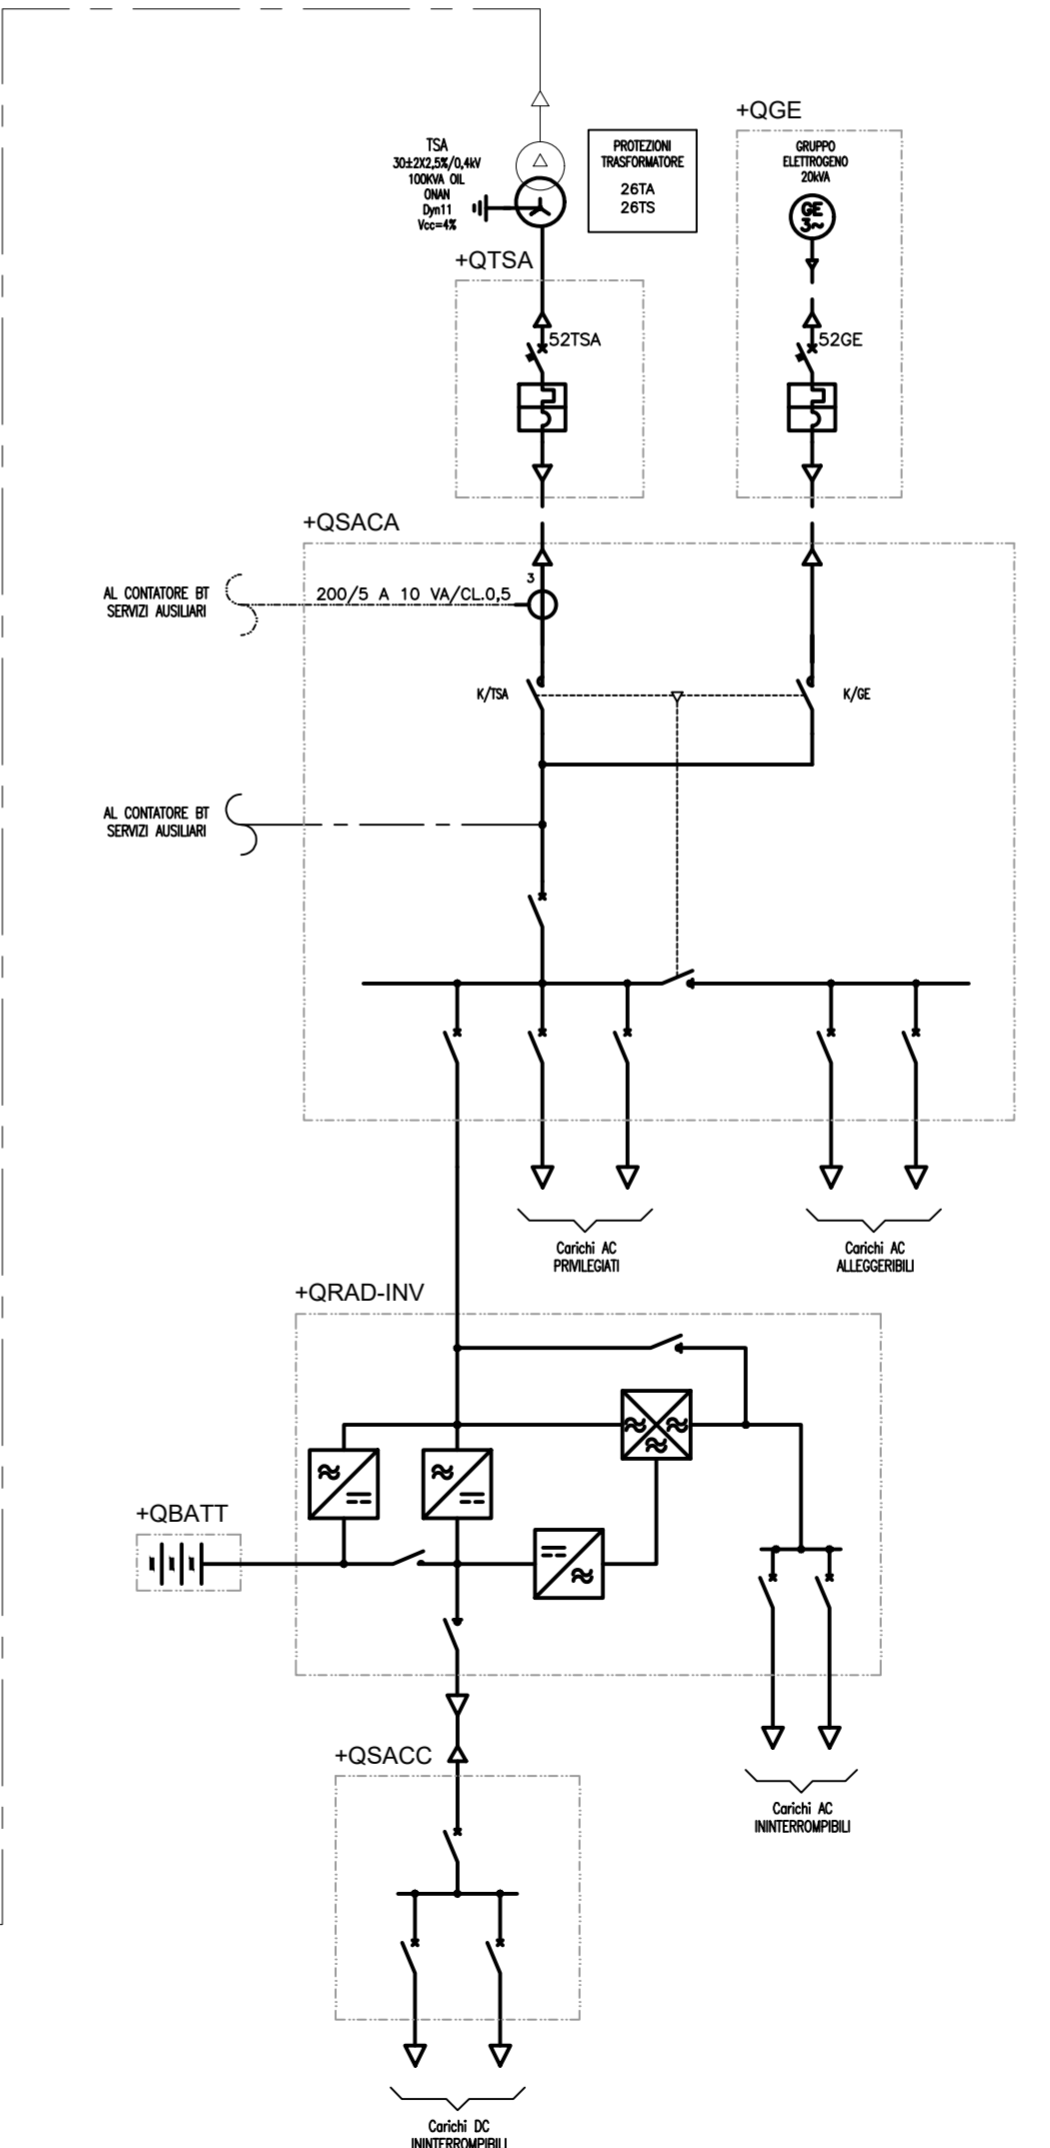 +QGE
TSA
30±2X2,5%/0,4kV
100KVA OIL
ONAN
Dyn11
Vcc=4%
PROTEZIONI
TRASFORMATORE
26TA
26TS
GRUPPO
ELETTROGENO
20kVA
GE
3~
+QTSA
52TSA
52GE
+QSACA
3
AL CONTATORE BT
SERVIZI AUSILIARI
200/5 A 10 VA/CL.0,5
K/TSA
K/GE
AL CONTATORE BT
SERVIZI AUSILIARI
Carichi AC
PRIVILEGIATI
Carichi AC
ALLEGGERIBILI
+QRAD-INV
+QBATT
+QSACC
Carichi AC
ININTERROMPIBILI
Carichi DC
ININTERROMPIBILI